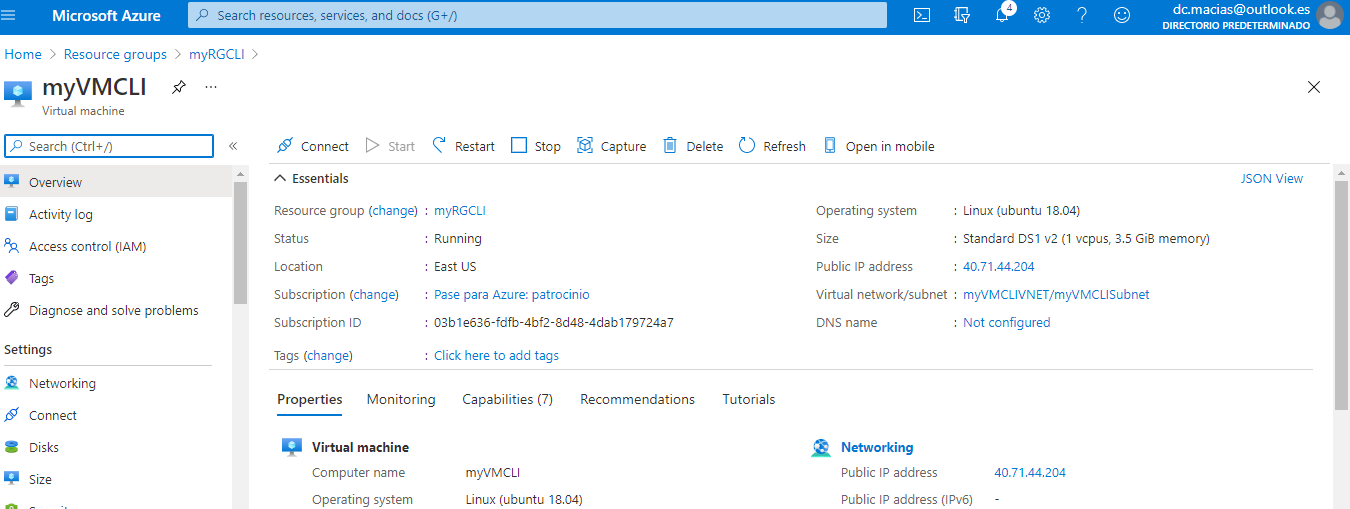 Microsoft Azure
Search resources, services, and docs (G+/)
4
dc.macias@outlook.es
DIRECTORIO PREDETERMINADO
Home > Resource groups > myRGCLI >
myVMCLI
Virtual machine
Search (Ctrl+/)
Overview
Activity log
Access control (IAM)
Tags
Diagnose and solve problems
Settings
Networking
Connect
Disks
Size
Connect Start Restart Stop Capture Delete Refresh Open in mobile
Essentials
JSON View
Resource group (change) : myRGCLI
Status : Running
Location : East US
Subscription (change) : Pase para Azure: patrocinio
Subscription ID : 03b1e636-fdfb-4bf2-8d48-4dab179724a7
Tags (change) : Click here to add tags
Operating system : Linux (ubuntu 18.04)
Size : Standard DS1 v2 (1 vcpus, 3.5 GiB memory)
Public IP address : 40.71.44.204
Virtual network/subnet : myVMCLIVNET/myVMCLISubnet
DNS name : Not configured
Properties Monitoring Capabilities (7) Recommendations Tutorials
Virtual machine
Computer name myVMCLI
Operating system Linux (ubuntu 18.04)
Networking
Public IP address 40.71.44.204
Public IP address (IPv6) -